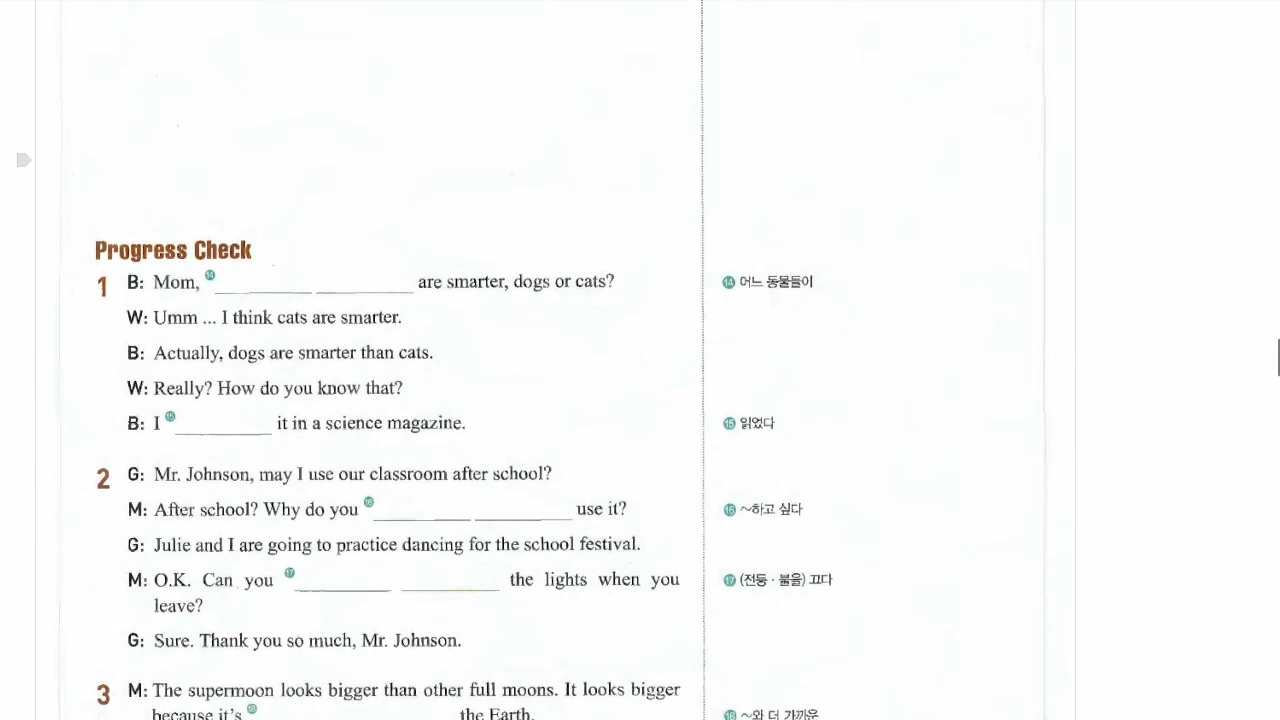 Progress Check
1 B: Mom, ⑭ __________ __________ are smarter, dogs or cats?
⑭ 어느 동물들이
W: Umm ... I think cats are smarter.
B: Actually, dogs are smarter than cats.
W: Really? How do you know that?
B: I ⑮ __________ it in a science magazine.
⑮ 읽었다
2 G: Mr. Johnson, may I use our classroom after school?
M: After school? Why do you ⑯ __________ __________ use it?
⑯ ~하고 싶다
G: Julie and I are going to practice dancing for the school festival.
M: O.K. Can you ⑰ __________ __________ the lights when you
⑰ (전등 · 불을) 끄다
leave?
G: Sure. Thank you so much, Mr. Johnson.
3 M: The supermoon looks bigger than other full moons. It looks bigger
because it's ⑱ the Earth.
⑱ ~와 더 가까운